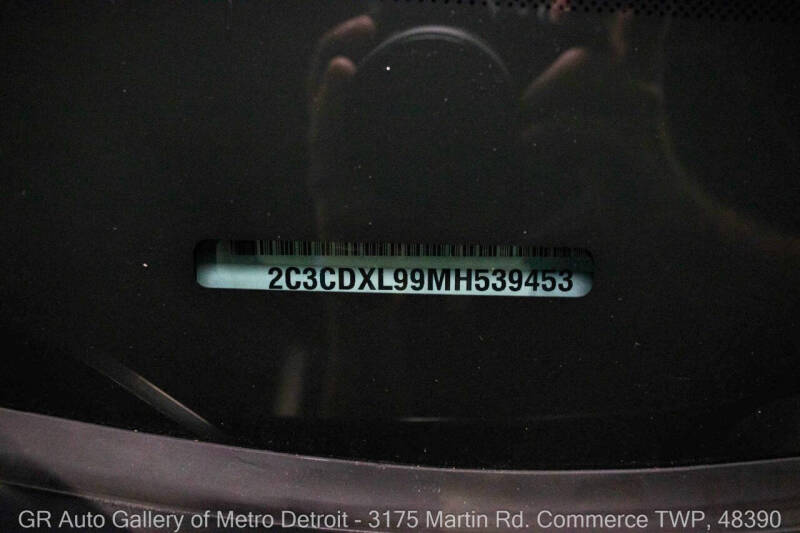 2C3CDXL99MH539453
GR Auto Gallery of Metro Detroit - 3175 Martin Rd. Commerce TWP, 48390